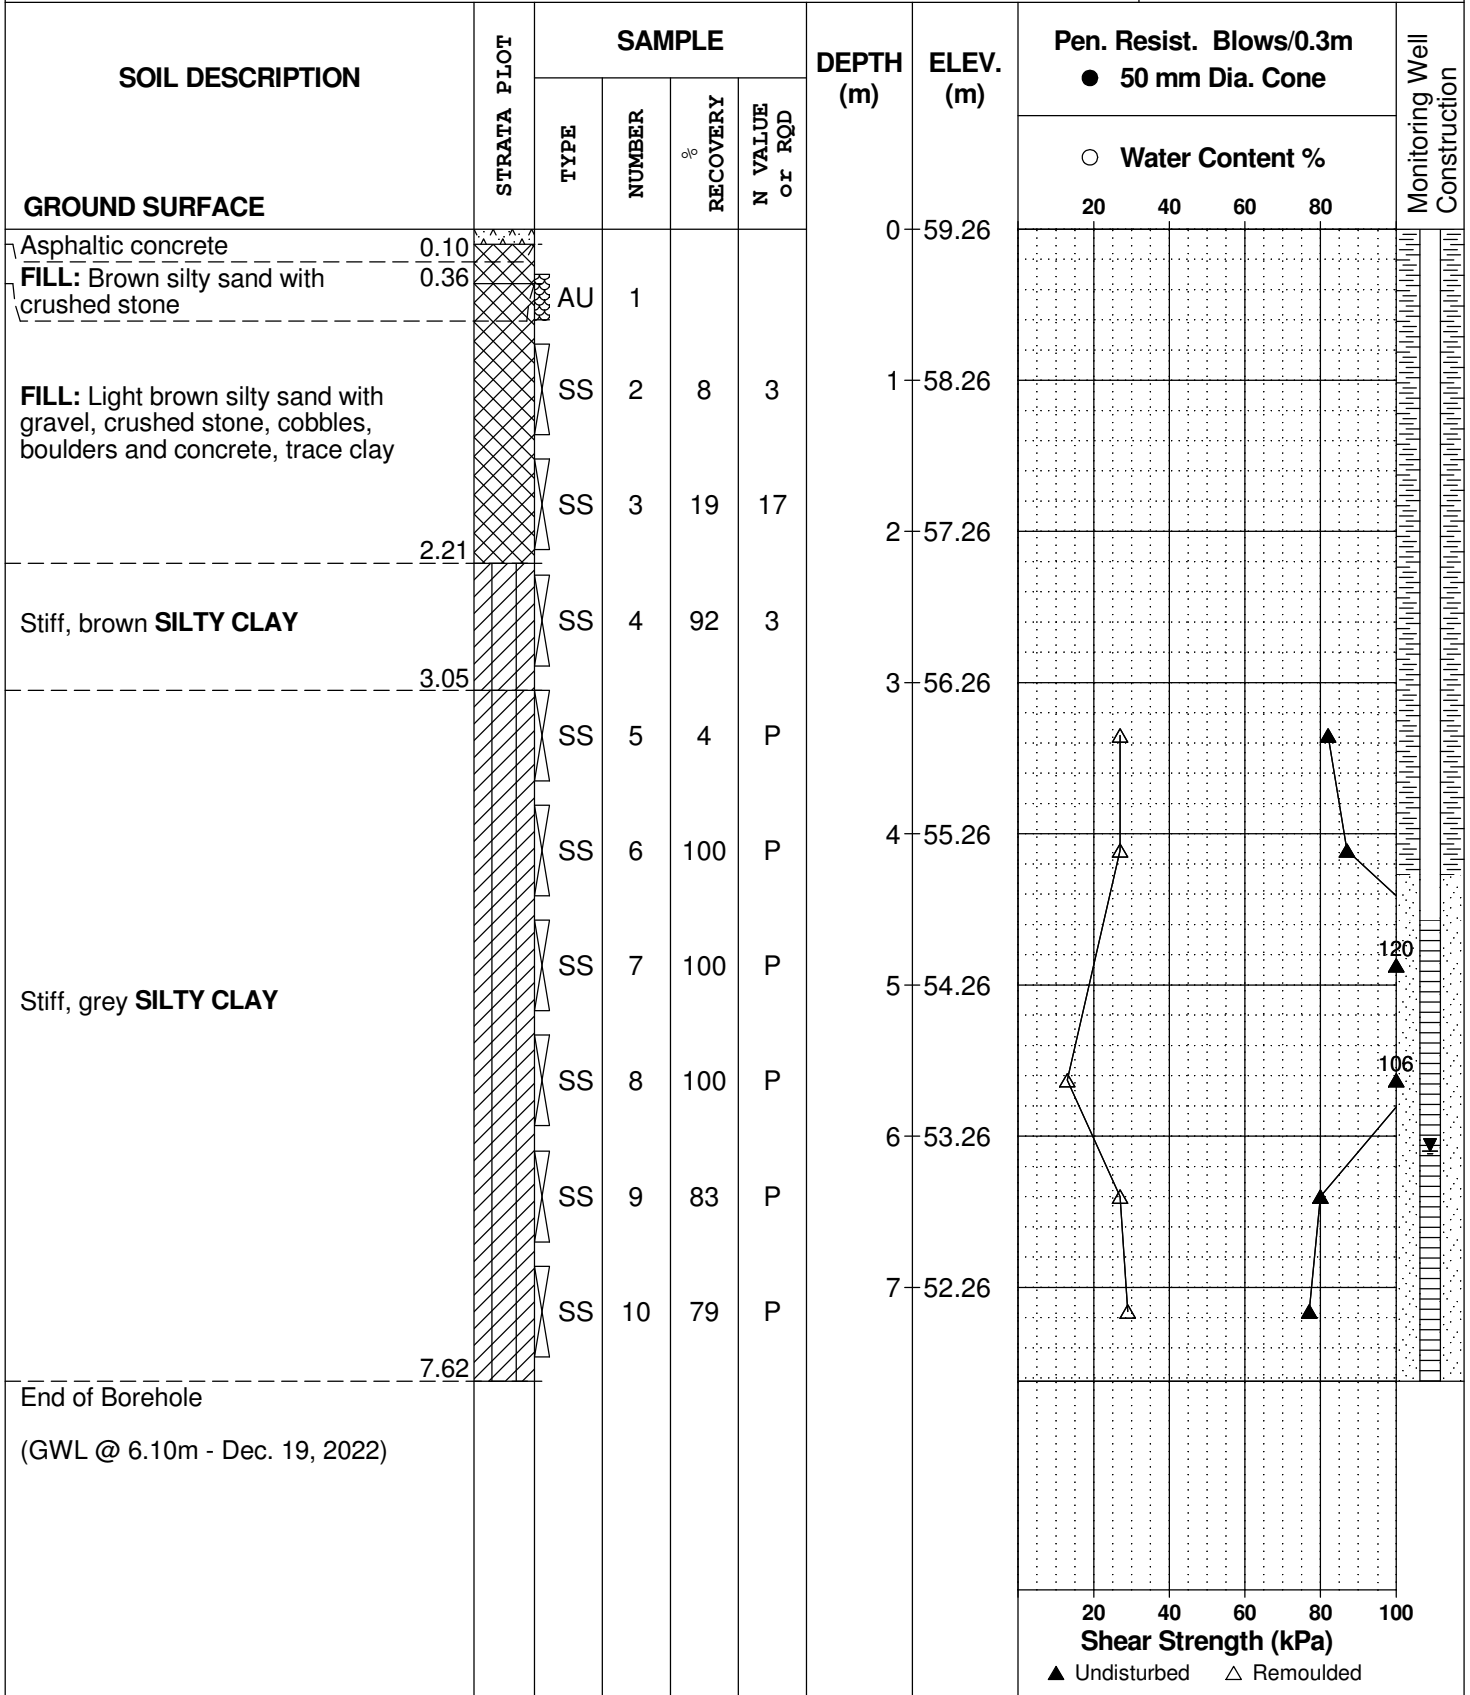 SOIL DESCRIPTION
GROUND SURFACE
STRATA PLOT
SAMPLE
TYPE
NUMBER
%
RECOVERY
N VALUE
or RQD
DEPTH
(m)
ELEV.
(m)
Pen. Resist. Blows/0.3m
● 50 mm Dia. Cone
○ Water Content %
20 40 60 80
Monitoring Well
Construction
0 59.26
Asphaltic concrete 0.10
FILL: Brown silty sand with 0.36
crushed stone
AU 1
FILL: Light brown silty sand with
gravel, crushed stone, cobbles,
boulders and concrete, trace clay
SS 2 8 3
1 58.26
SS 3 19 17
2 57.26
2.21
Stiff, brown SILTY CLAY
SS 4 92 3
3.05
3 56.26
SS 5 4 P
4 55.26
SS 6 100 P
120
SS 7 100 P
5 54.26
Stiff, grey SILTY CLAY
106
SS 8 100 P
6 53.26
SS 9 83 P
7 52.26
SS 10 79 P
7.62
End of Borehole
(GWL @ 6.10m - Dec. 19, 2022)
20 40 60 80 100
Shear Strength (kPa)
▲ Undisturbed △ Remoulded